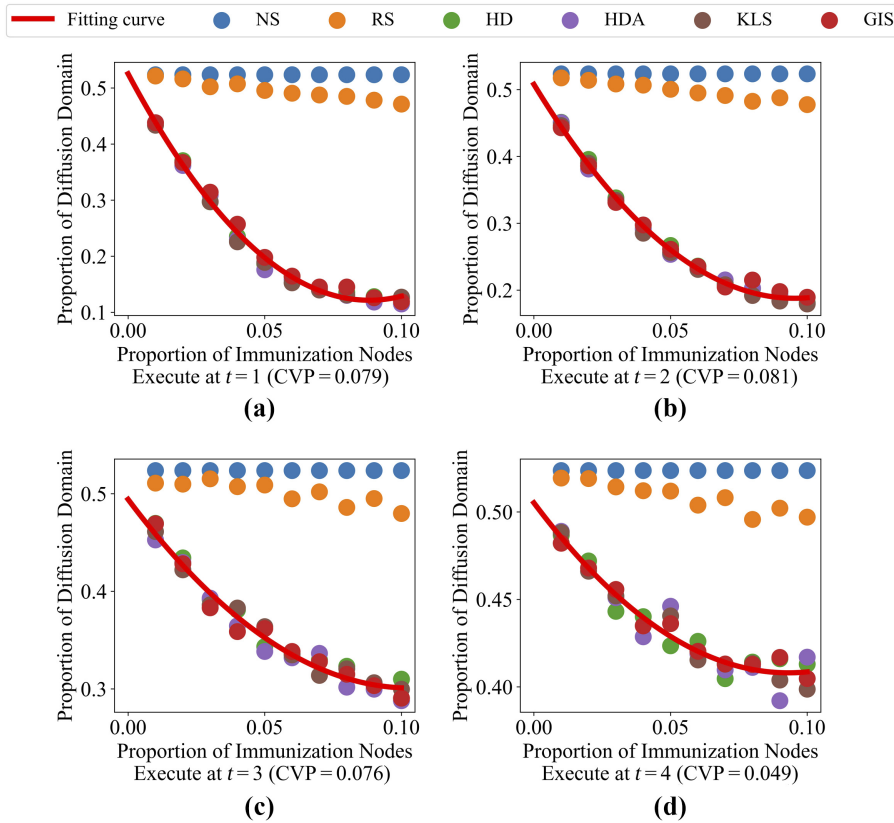 Fitting curve NS RS HD HDA KLS GIS
Proportion of Diffusion Domain
0.5
0.4
0.3
0.2
0.1
0.00 0.05 0.10
Proportion of Immunization Nodes
Execute at t = 1 (CVP = 0.079)
(a)
Proportion of Diffusion Domain
0.5
0.4
0.3
0.2
0.00 0.05 0.10
Proportion of Immunization Nodes
Execute at t = 2 (CVP = 0.081)
(b)
Proportion of Diffusion Domain
0.5
0.4
0.3
0.00 0.05 0.10
Proportion of Immunization Nodes
Execute at t = 3 (CVP = 0.076)
(c)
Proportion of Diffusion Domain
0.50
0.45
0.40
0.00 0.05 0.10
Proportion of Immunization Nodes
Execute at t = 4 (CVP = 0.049)
(d)